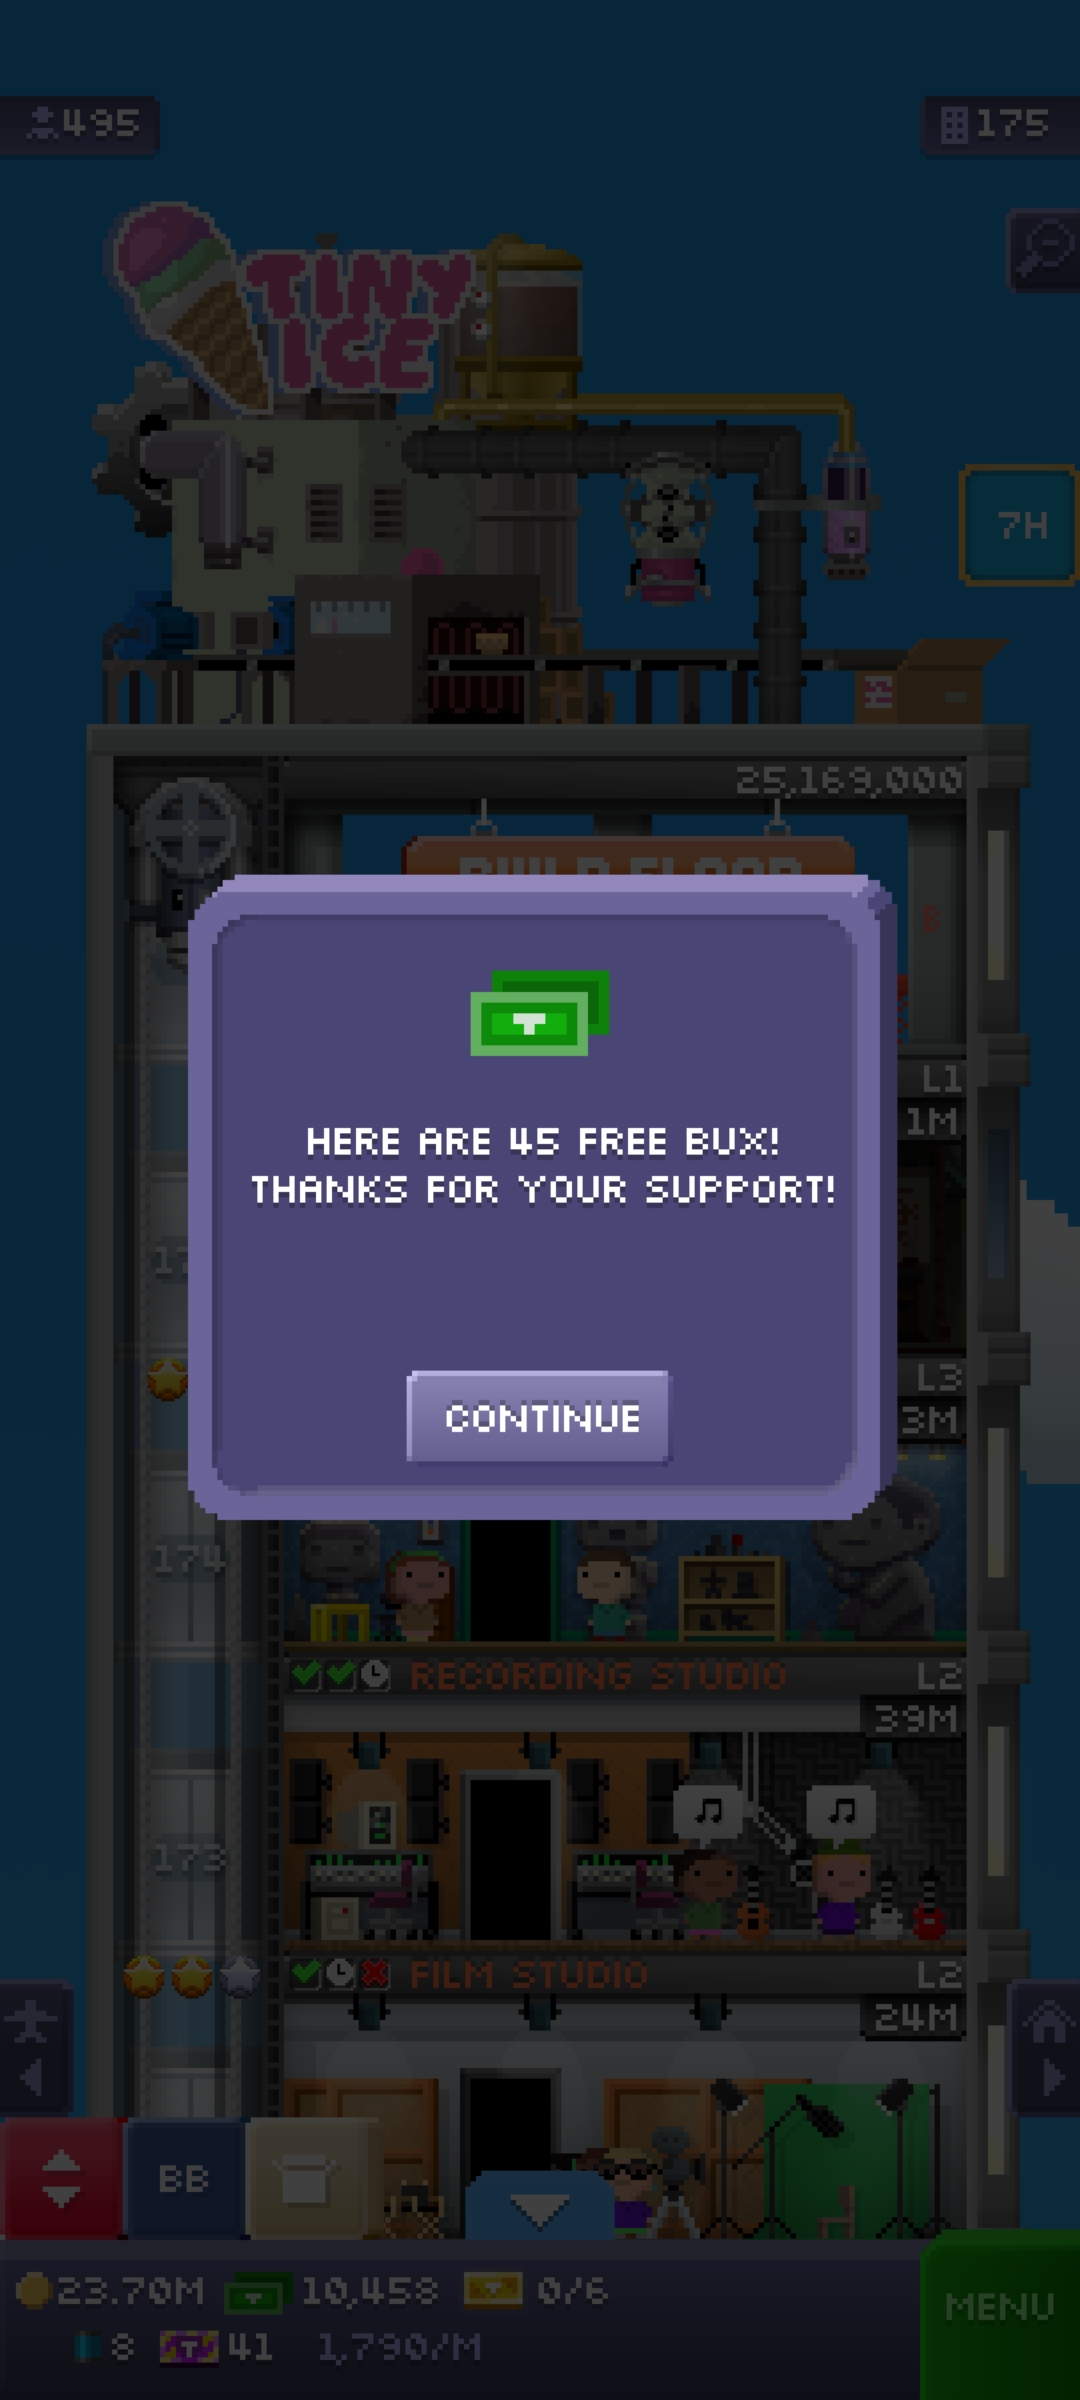 495
175
TINY
ICE
7H
25,169,000
HERE ARE 45 FREE BUX!
THANKS FOR YOUR SUPPORT!
L1
1M
L3
3M
CONTINUE
174
RECORDING STUDIO L2
39M
173
FILM STUDIO L2
24M
BB
23.70M 10,458 0/6
8 41 1,790/M
MENU